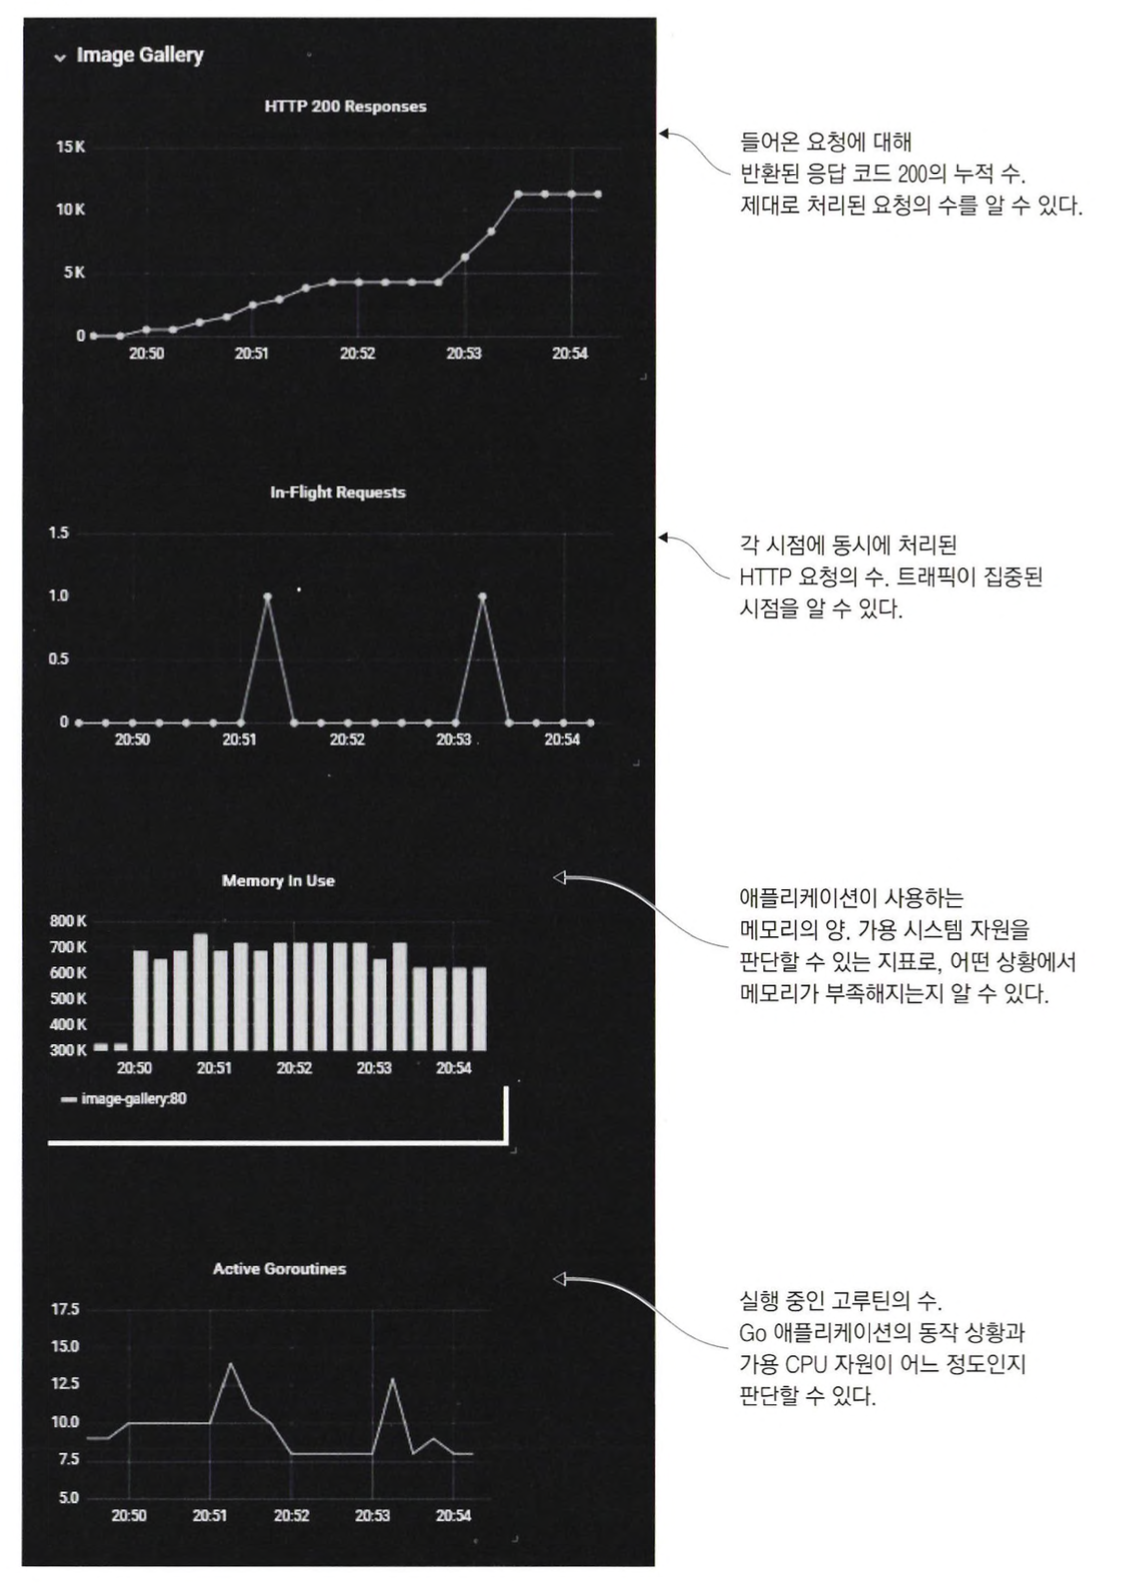 Image Gallery
HTTP 200 Responses
15 K
10 K
5 K
0
20:50 20:51 20:52 20:53 20:54
들어온 요청에 대해
반환된 응답 코드 200의 누적 수.
제대로 처리된 요청의 수를 알 수 있다.
In-Flight Requests
1.5
1.0
0.5
0
20:50 20:51 20:52 20:53 20:54
각 시점에 동시에 처리된
HTTP 요청의 수. 트래픽이 집중된
시점을 알 수 있다.
Memory In Use
800 K
700 K
600 K
500 K
400 K
300 K
20:50 20:51 20:52 20:53 20:54
image-gallery:80
애플리케이션이 사용하는
메모리의 양. 가용 시스템 자원을
판단할 수 있는 지표로, 어떤 상황에서
메모리가 부족해지는지 알 수 있다.
Active Goroutines
17.5
15.0
12.5
10.0
7.5
5.0
20:50 20:51 20:52 20:53 20:54
실행 중인 고루틴의 수.
Go 애플리케이션의 동작 상황과
가용 CPU 자원이 어느 정도인지
판단할 수 있다.